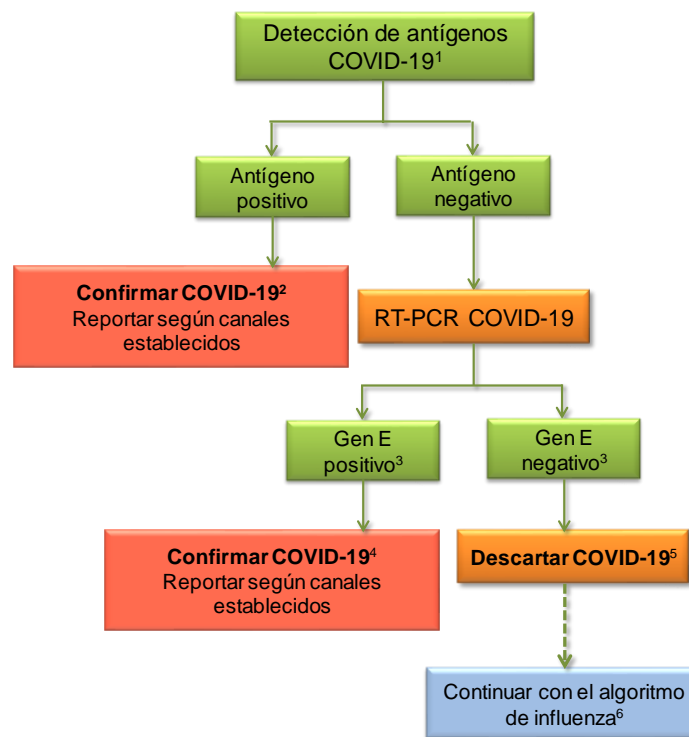 Detección de antígenos
COVID-19¹
Antígeno
positivo
Antígeno
negativo
Confirmar COVID-19²
Reportar según canales
establecidos
RT-PCR COVID-19
Gen E
positivo³
Gen E
negativo³
Confirmar COVID-19⁴
Reportar según canales
establecidos
Descartar COVID-19⁵
Continuar con el algoritmo
de influenza⁶